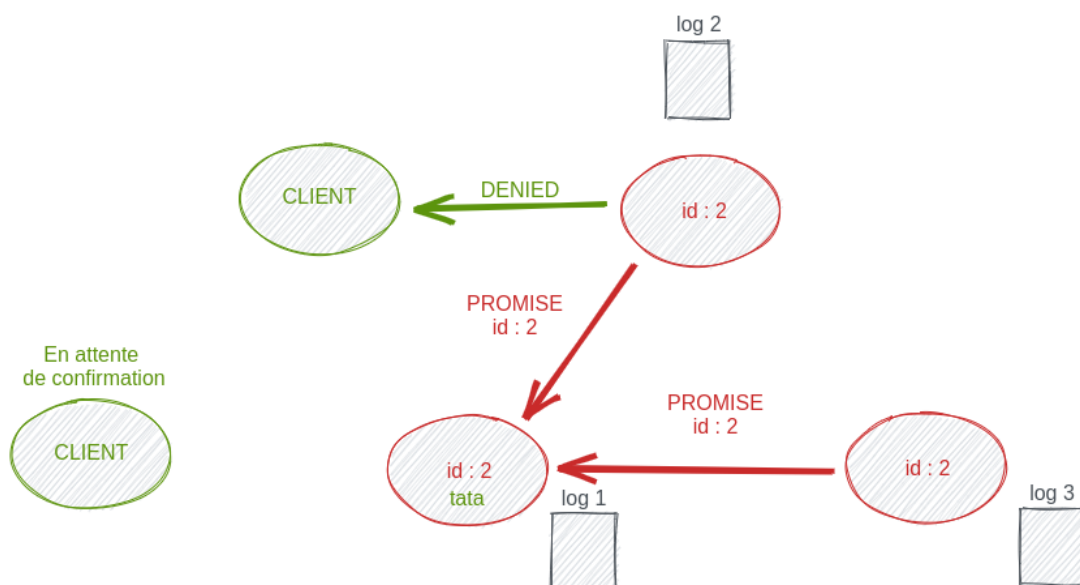 log 2
CLIENT
DENIED
id : 2
PROMISE
id : 2
En attente
de confirmation
CLIENT
PROMISE
id : 2
id : 2
tata
id : 2
log 1
log 3